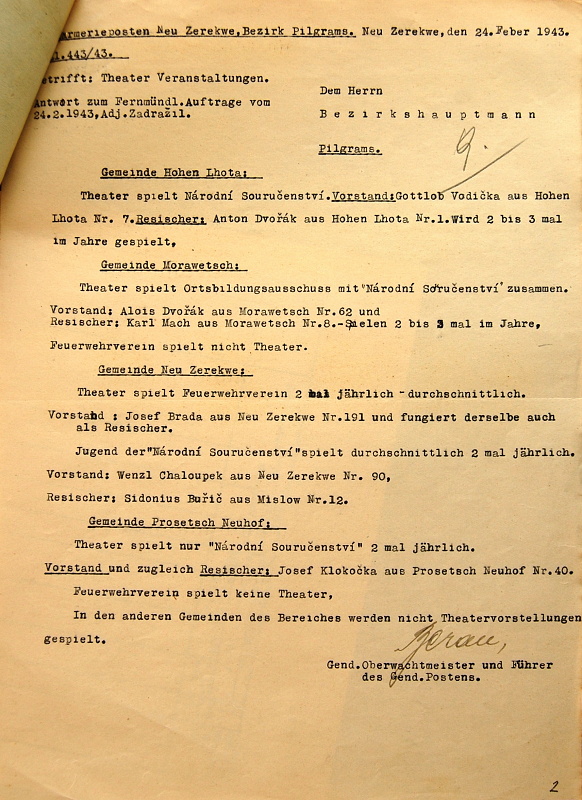 armerieposten Neu Zerekwe,Bezirk Pilgrams. Neu Zerekwe,den 24.Feber 1943.
1.443/43.
etrifft: Theater Veranstaltungen.
Antwort zum Fernmündl.Auftrage vom
24.2.1943,Adj.Zadražil.
Dem Herrn
Bezirkshauptmann
Pilgrams.
Gemeinde Hohen Lhota:
Theater spielt Národní Souručenství.Vorstand:Gottlob Vodička aus Hohen
Lhota Nr. 7.Resischer: Anton Dvořák aus Hohen Lhota Nr.1.Wird 2 bis 3 mal
im Jahre gespielt,
Gemeinde Morawetsch:
Theater spielt Ortsbildungsausschuss mit"Národní Souručenství"zusammen.
Vorstand: Alois Dvořák aus Morawetsch Nr.62 und
Resischer: Karl Mach aus Morawetsch Nr.8.-Spielen 2 bis 3 mal im Jahre,
Feuerwehrverein spielt nicht Theater.
Gemeinde Neu Zerekwe:
Theater spielt Feuerwehrverein 2 mal jährlich - durchschnittlich.
Vorstand : Josef Brada aus Neu Zerekwe Nr.191 und fungiert derselbe auch
als Resischer.
Jugend der"Národní Souručenství"spielt durchschnittlich 2 mal jährlich.
Vorstand: Wenzl Chaloupek aus Neu Zerekwe Nr. 90,
Resischer: Sidonius Buřič aus Mislow Nr.12.
Gemeinde Prosetsch Neuhof:
Theater spielt nur "Národní Souručenství" 2 mal jährlich.
Vorstand und zugleich Resischer: Josef Klokočka aus Prosetsch Neuhof Nr.40.
Feuerwehrverein spielt keine Theater,
In den anderen Gemeinden des Bereiches werden nicht Theatervorstellungen
gespielt.
Beran,
Gend.Oberwachtmeister und Führer
des Gend.Postens.
2